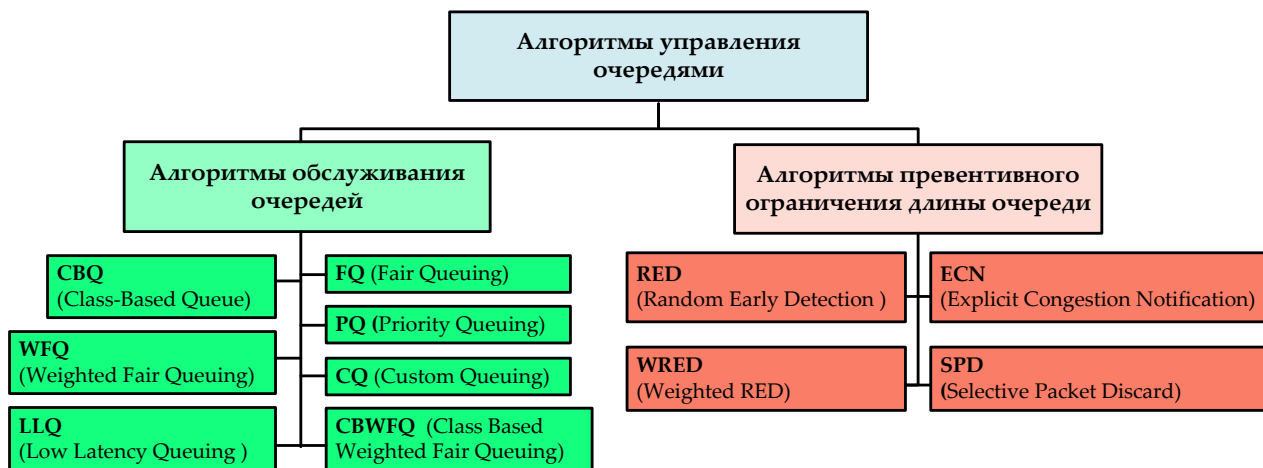 Алгоритмы управления
очередями
Алгоритмы обслуживания
очередей
Алгоритмы превентивного
ограничения длины очереди
CBQ
(Class-Based Queue)
FQ (Fair Queuing)
PQ (Priority Queuing)
WFQ
(Weighted Fair Queuing)
CQ (Custom Queuing)
LLQ
(Low Latency Queuing )
CBWFQ (Class Based
Weighted Fair Queuing)
RED
(Random Early Detection )
ECN
(Explicit Congestion Notification)
WRED
(Weighted RED)
SPD
(Selective Packet Discard)